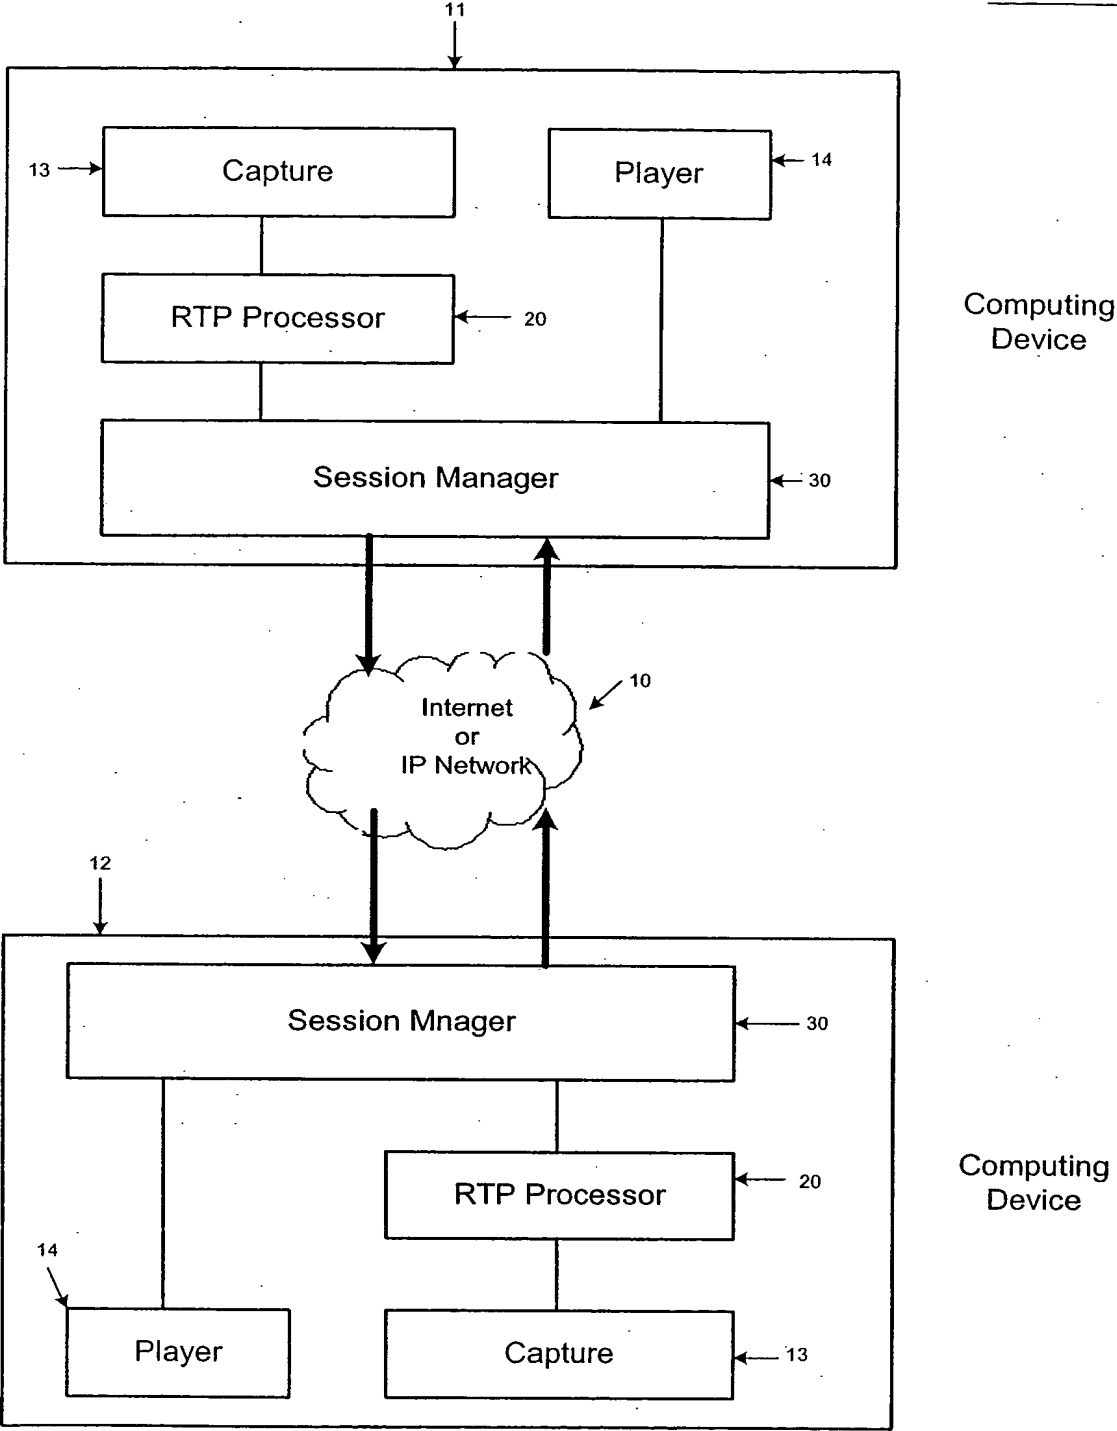 11
13
Capture
Player
14
RTP Processor
20
Computing
Device
Session Manager
30
10
Internet
or
IP Network
12
Session Mnager
30
RTP Processor
20
Computing
Device
14
Player
Capture
13